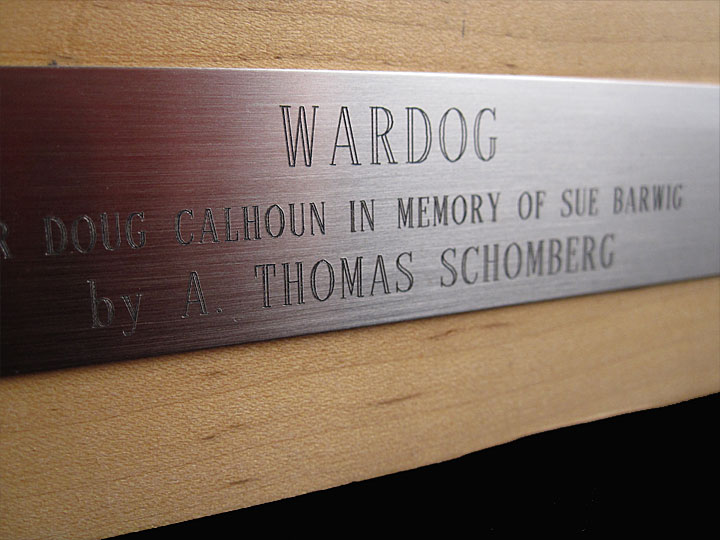 WARDOG
DOUG CALHOUN IN MEMORY OF SUE BARWIG
by A. THOMAS SCHOMBERG